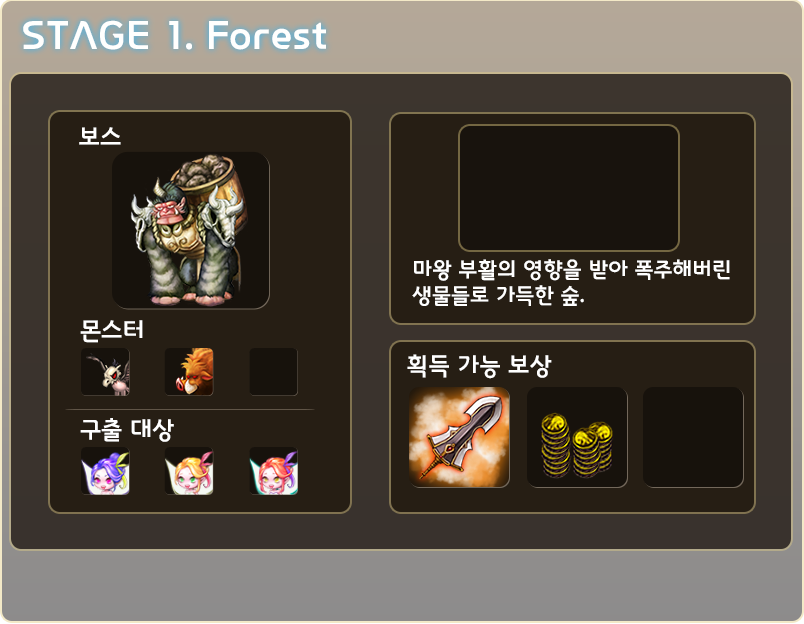 STAGE 1. Forest
보스
몬스터
구출 대상
마왕 부활의 영향을 받아 폭주해버린
생물들로 가득한 숲.
획득 가능 보상